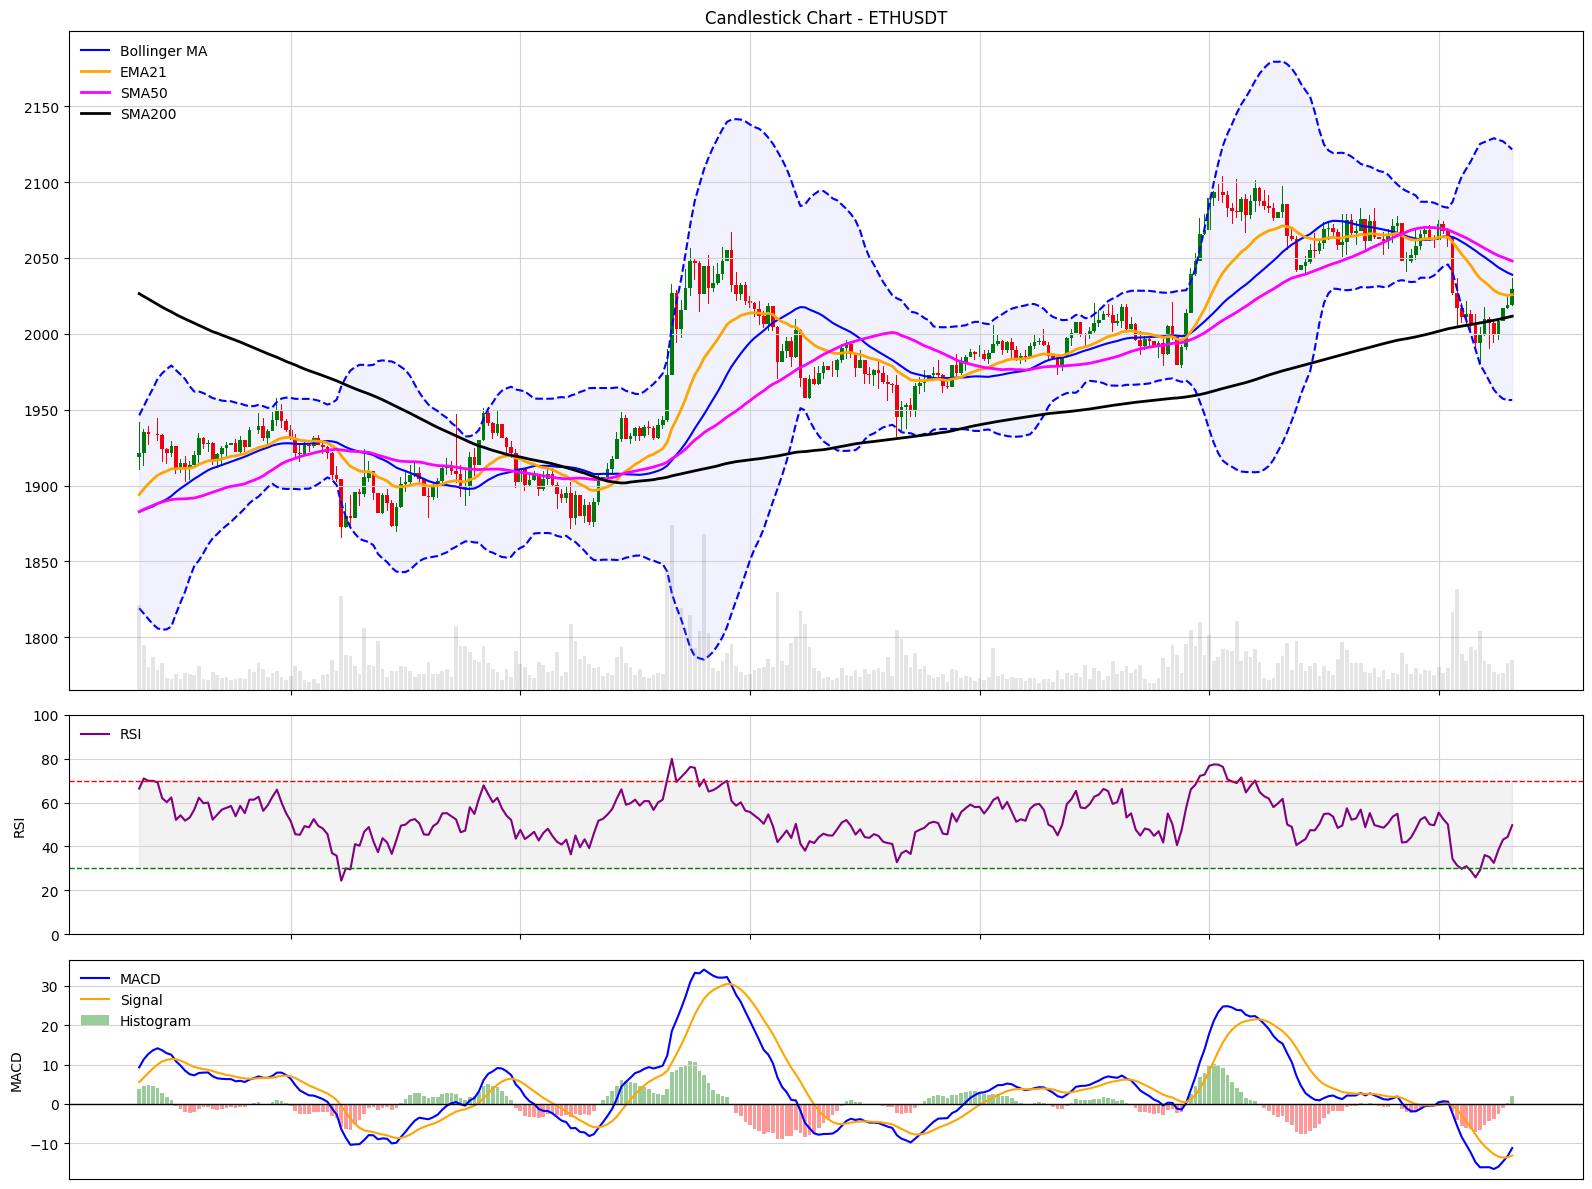 Candlestick Chart - ETHUSDT
Bollinger MA
EMA21
SMA50
SMA200
2150
2100
2050
2000
1950
1900
1850
1800
RSI
RSI
100
80
60
40
20
0
MACD
Signal
Histogram
MACD
30
20
10
0
−10